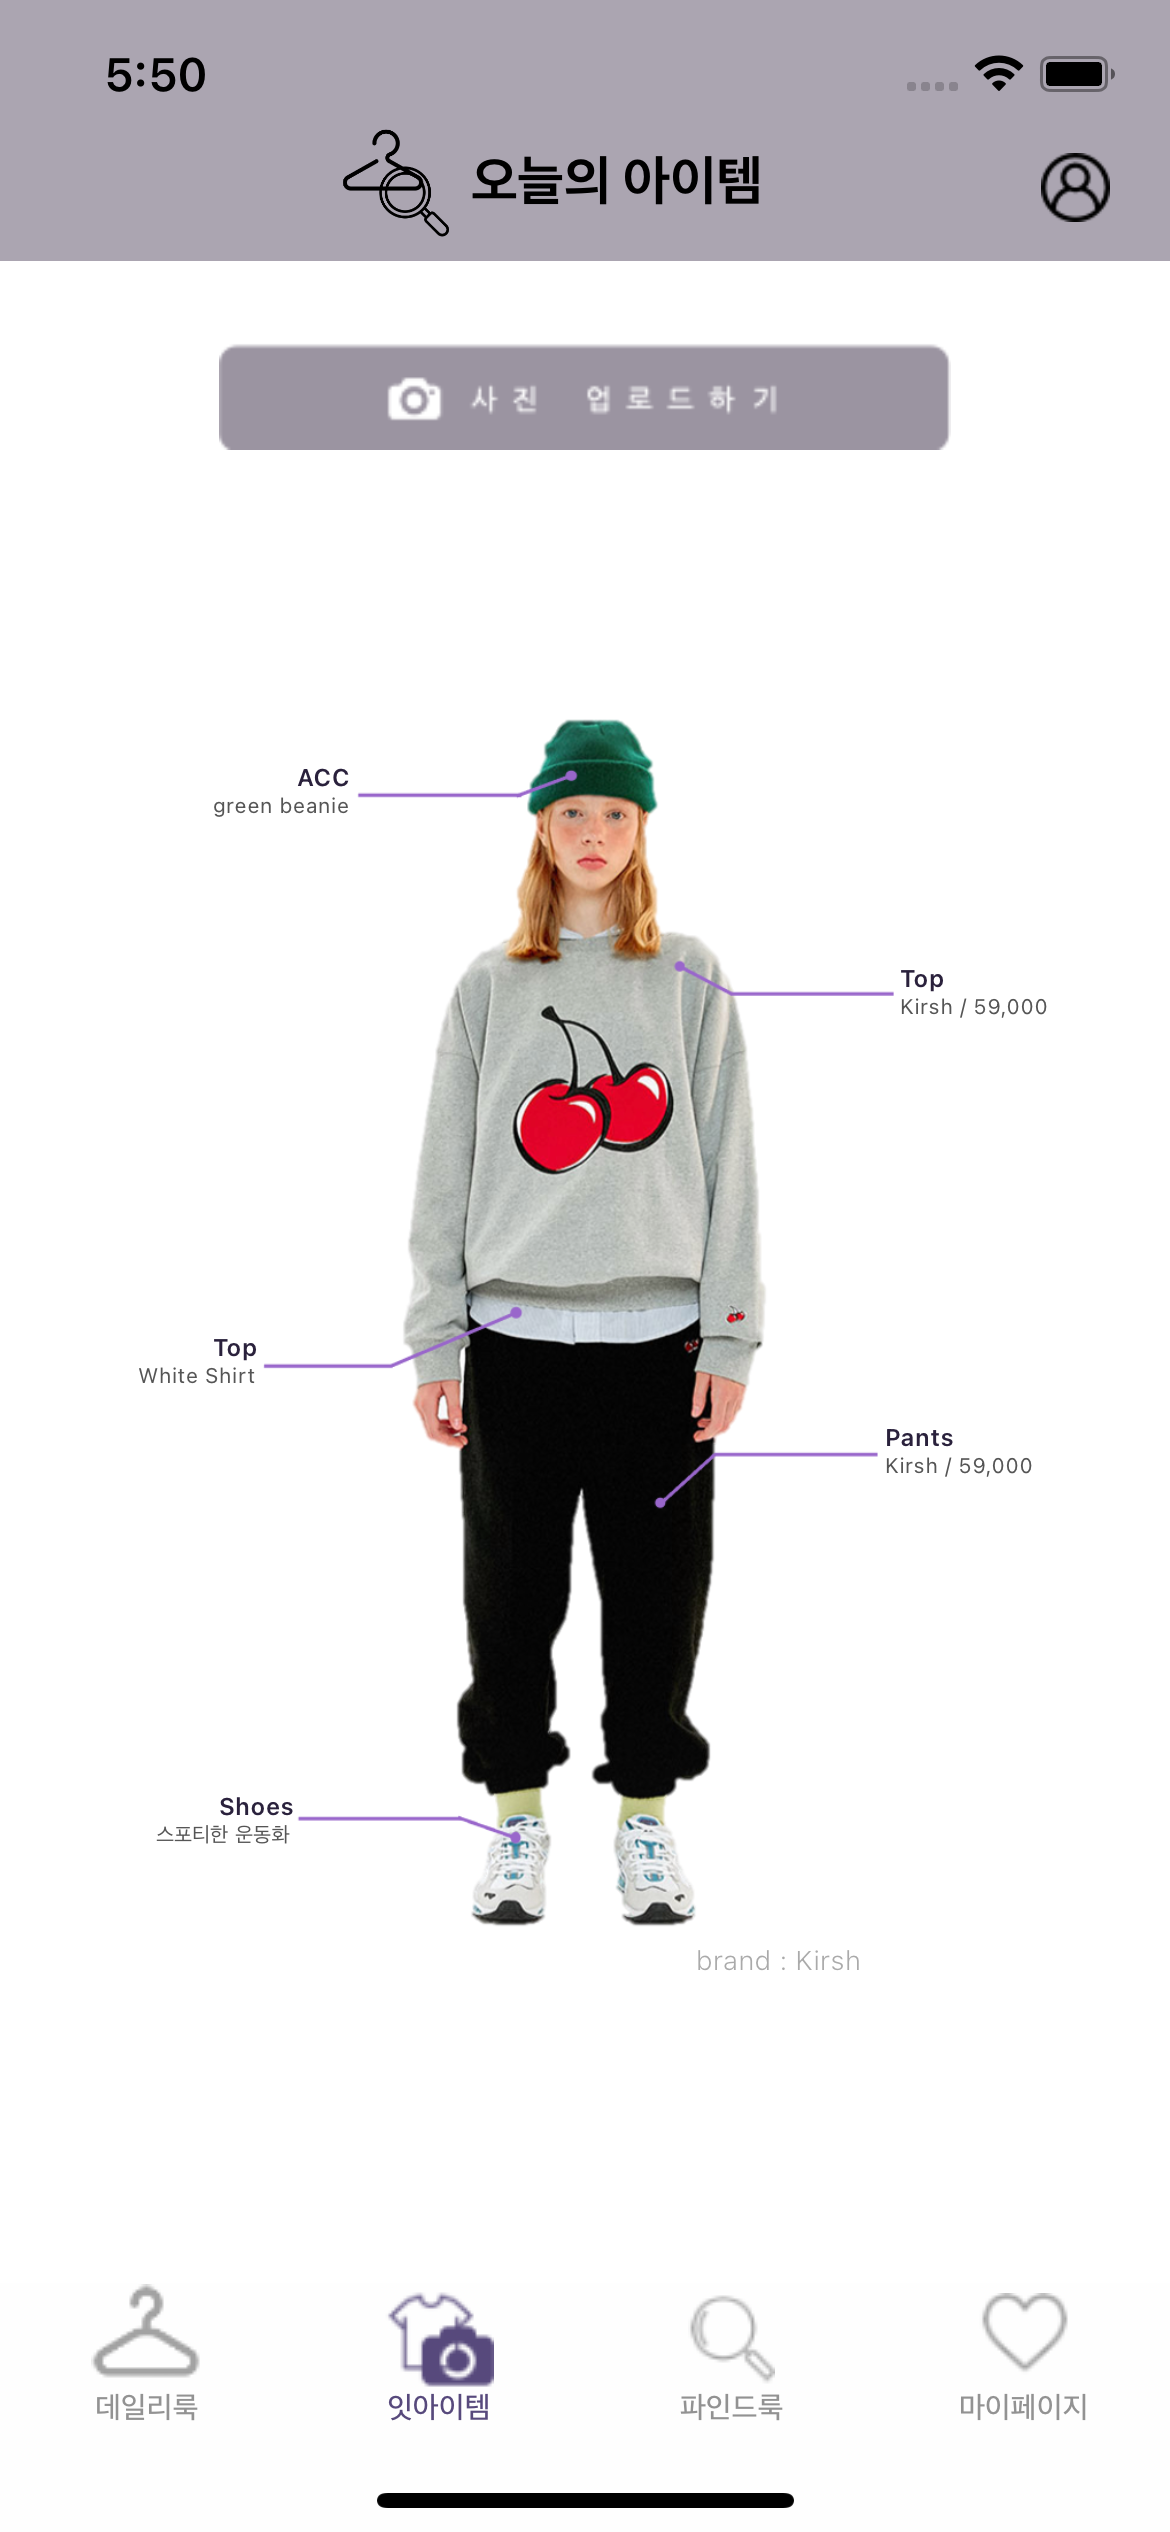 5:50
오늘의 아이템
사진 업로드하기
ACC
green beanie
Top
Kirsh / 59,000
Top
White Shirt
Pants
Kirsh / 59,000
Shoes
스포티한 운동화
brand : Kirsh
데일리룩
잇아이템
파인드룩
마이페이지